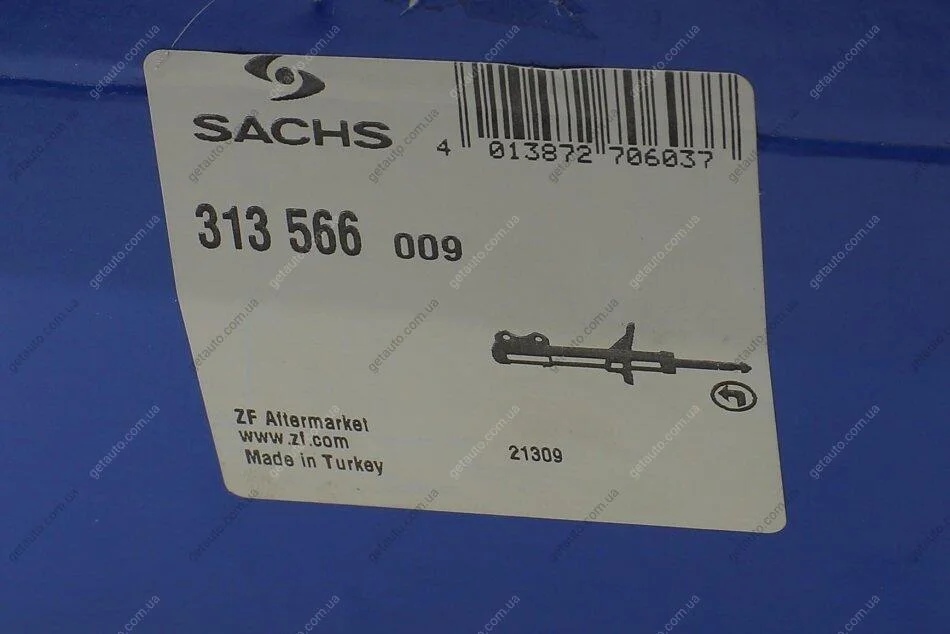 SACHS
4 013872 706037
313 566 009
ZF Aftermarket
www.zf.com
Made in Turkey
21309
getauto.com.ua